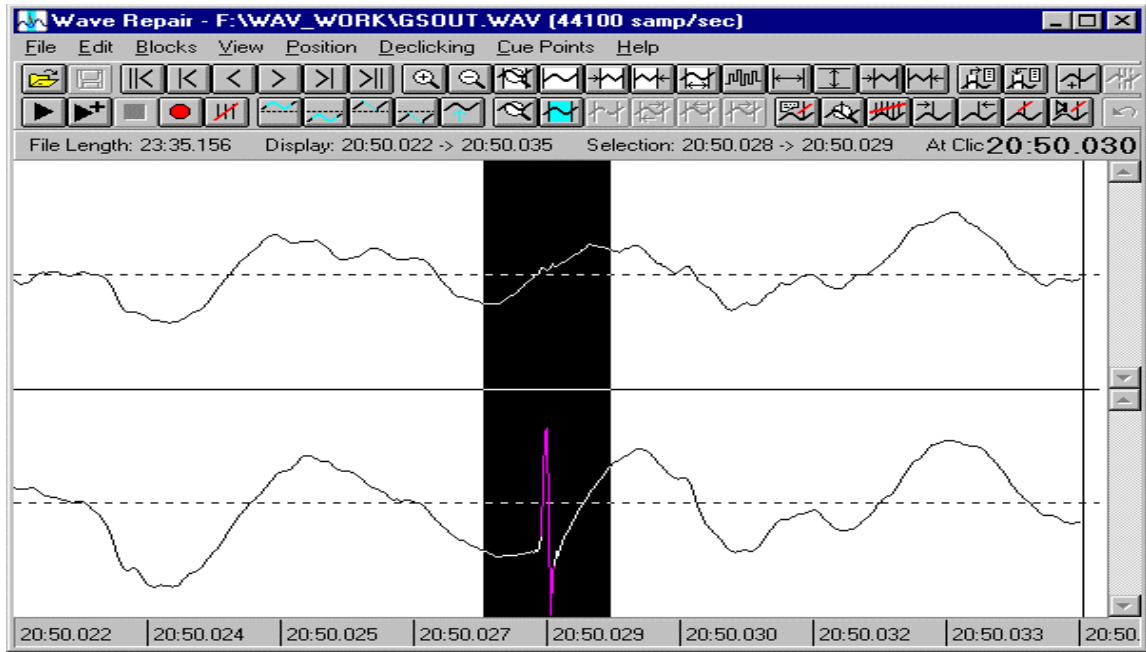 Wave Repair - F:\WAV_WORK\GSOUT.WAV (44100 samp/sec)
File Edit Blocks View Position Declicking Cue Points Help
File Length: 23:35.156 Display: 20:50.022 -> 20:50.035 Selection: 20:50.028 -> 20:50.029 At Clic 20:50.030
20:50.022 20:50.024 20:50.025 20:50.027 20:50.029 20:50.030 20:50.032 20:50.033 20:50.